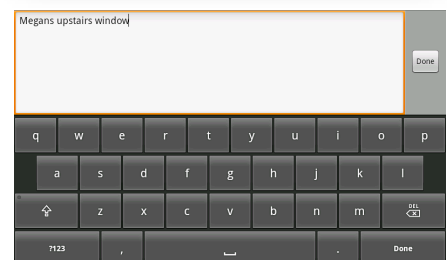 Megans upstairs window
Done
q w e r t y u i o p
a s d f g h j k l
z x c v b n m DEL
?123 , . Done